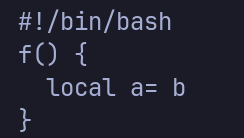 #!/bin/bash
f() {
  local a= b
}